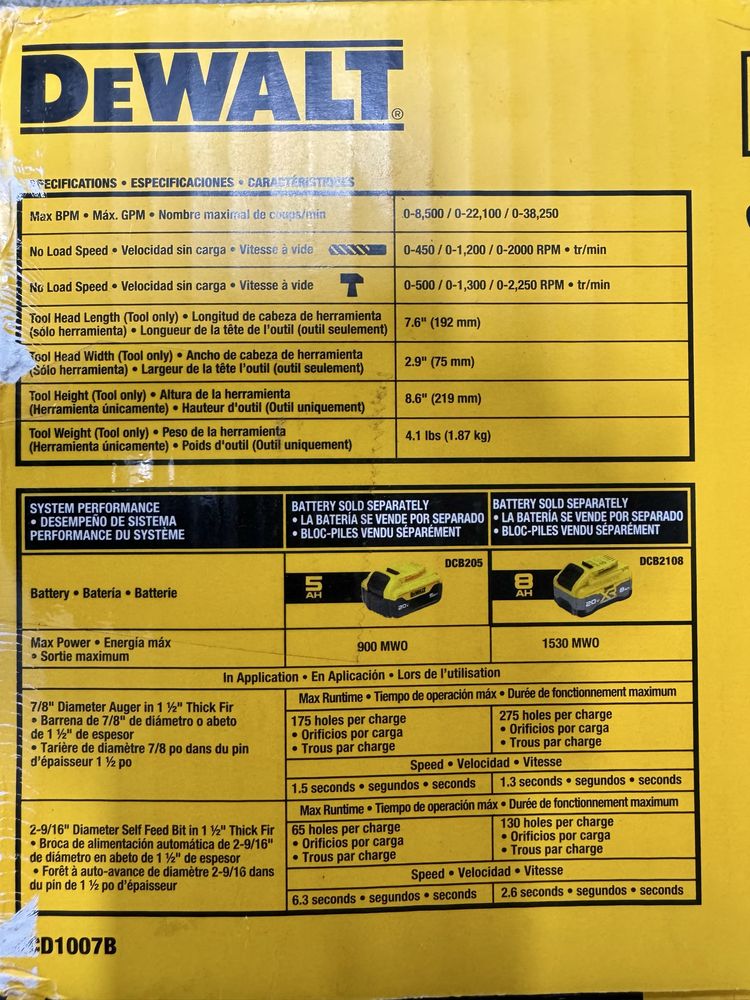 DEWALT®
SPECIFICATIONS • ESPECIFICACIONES • CARACTÉRISTIQUES
Max BPM • Máx. GPM • Nombre maximal de coups/min
0-8,500 / 0-22,100 / 0-38,250
No Load Speed • Velocidad sin carga • Vitesse à vide
0-450 / 0-1,200 / 0-2000 RPM • tr/min
No Load Speed • Velocidad sin carga • Vitesse à vide
0-500 / 0-1,300 / 0-2,250 RPM • tr/min
Tool Head Length (Tool only) • Longitud de cabeza de herramienta
(sólo herramienta) • Longueur de la tête de l'outil (outil seulement)
7.6" (192 mm)
Tool Head Width (Tool only) • Ancho de cabeza de herramienta
(Sólo herramienta) • Largeur de la tête l'outil (outil seulement)
2.9" (75 mm)
Tool Height (Tool only) • Altura de la herramienta
(Herramienta únicamente) • Hauteur d'outil (Outil uniquement)
8.6" (219 mm)
Tool Weight (Tool only) • Peso de la herramienta
(Herramienta únicamente) • Poids d'outil (Outil uniquement)
4.1 lbs (1.87 kg)
SYSTEM PERFORMANCE
• DESEMPEÑO DE SISTEMA
PERFORMANCE DU SYSTÈME
BATTERY SOLD SEPARATELY
• LA BATERÍA SE VENDE POR SEPARADO
• BLOC-PILES VENDU SÉPARÉMENT
BATTERY SOLD SEPARATELY
• LA BATERÍA SE VENDE POR SEPARADO
• BLOC-PILES VENDU SÉPARÉMENT
Battery • Batería • Batterie
5
AH
DCB205
DEWALT
20V
8
AH
DCB2108
20V XR
Max Power • Energía máx
• Sortie maximum
900 MWO
1530 MWO
In Application • En Aplicación • Lors de l'utilisation
7/8" Diameter Auger in 1 ½" Thick Fir
• Barrena de 7/8" de diámetro o abeto
de 1 ½" de espesor
• Tarière de diamètre 7/8 po dans du pin
d'épaisseur 1 ½ po
Max Runtime • Tiempo de operación máx • Durée de fonctionnement maximum
175 holes per charge
• Orificios por carga
• Trous par charge
275 holes per charge
• Orificios por carga
• Trous par charge
Speed • Velocidad • Vitesse
1.5 seconds • segundos • seconds
1.3 seconds • segundos • seconds
2-9/16" Diameter Self Feed Bit in 1 ½" Thick Fir
• Broca de alimentación automática de 2-9/16"
de diámetro en abeto de 1 ½" de espesor
• Forêt à auto-avance de diamètre 2-9/16 dans
du pin de 1 ½ po d'épaisseur
Max Runtime • Tiempo de operación máx • Durée de fonctionnement maximum
65 holes per charge
• Orificios por carga
• Trous par charge
130 holes per charge
• Orificios por carga
• Trous par carga
Speed • Velocidad • Vitesse
6.3 seconds • segundos • seconds
2.6 seconds • segundos • seconds
CD1007B